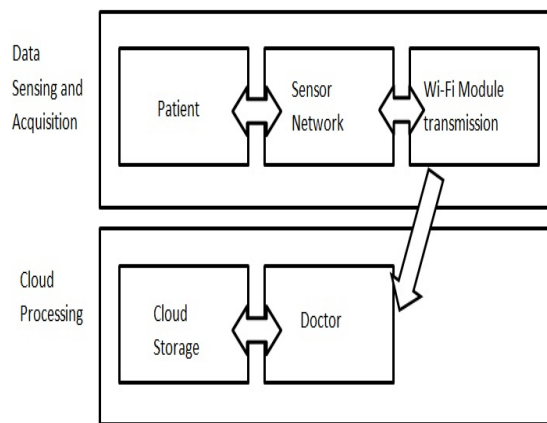 Data
Sensing and
Acquisition
Patient
Sensor
Network
Wi-Fi Module
transmission
Cloud
Processing
Cloud
Storage
Doctor